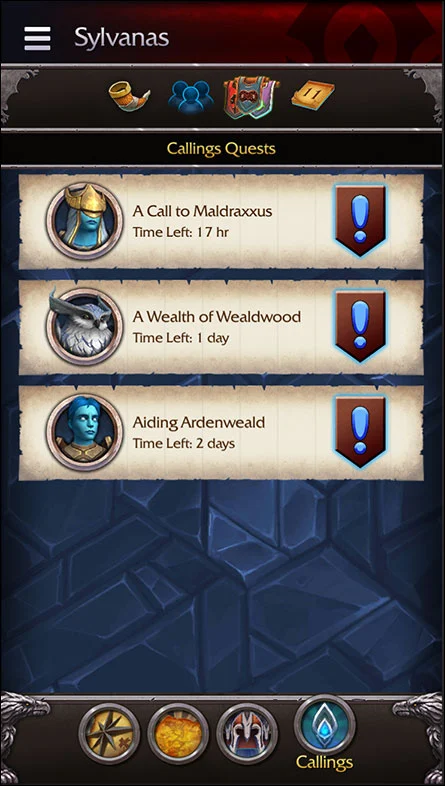 Sylvanas
11
Callings Quests
A Call to Maldraxxus
Time Left: 17 hr
A Wealth of Wealdwood
Time Left: 1 day
Aiding Ardenweald
Time Left: 2 days
Callings